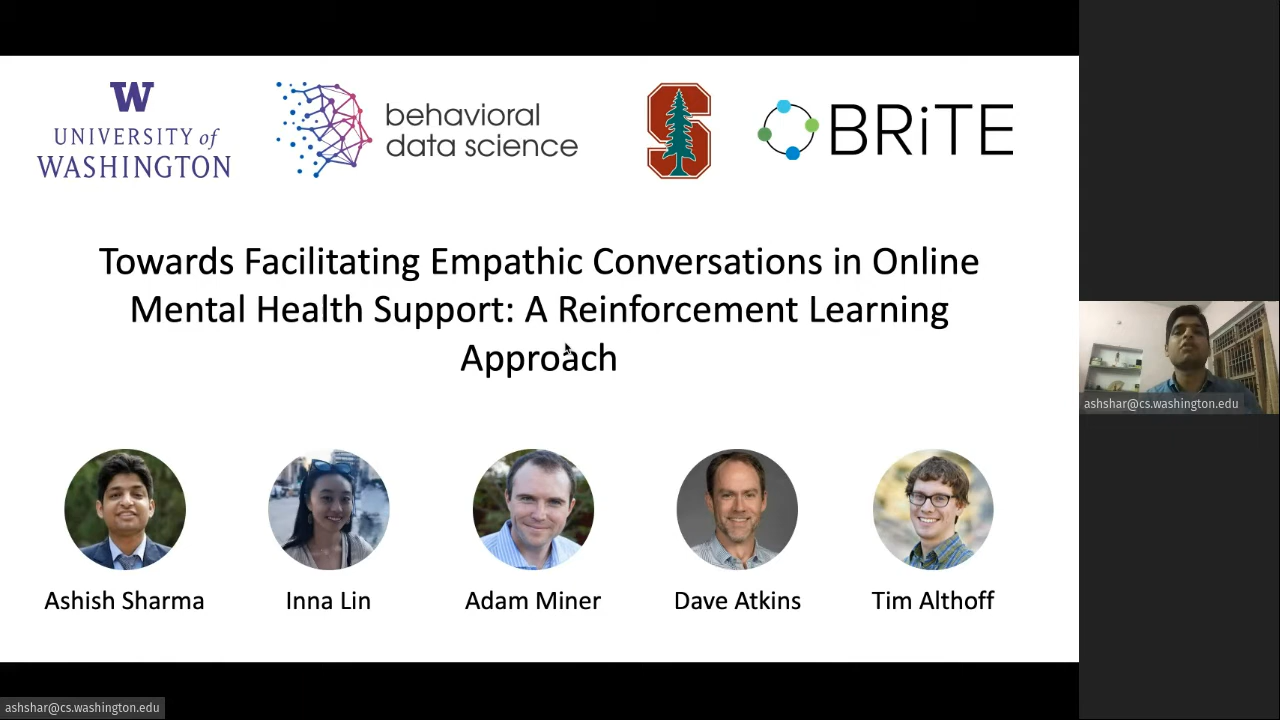 W
UNIVERSITY of
WASHINGTON
behavioral
data science
S
BRiTE
Towards Facilitating Empathic Conversations in Online
Mental Health Support: A Reinforcement Learning
Approach
ashshar@cs.washington.edu
Ashish Sharma
Inna Lin
Adam Miner
Dave Atkins
Tim Althoff
ashshar@cs.washington.edu